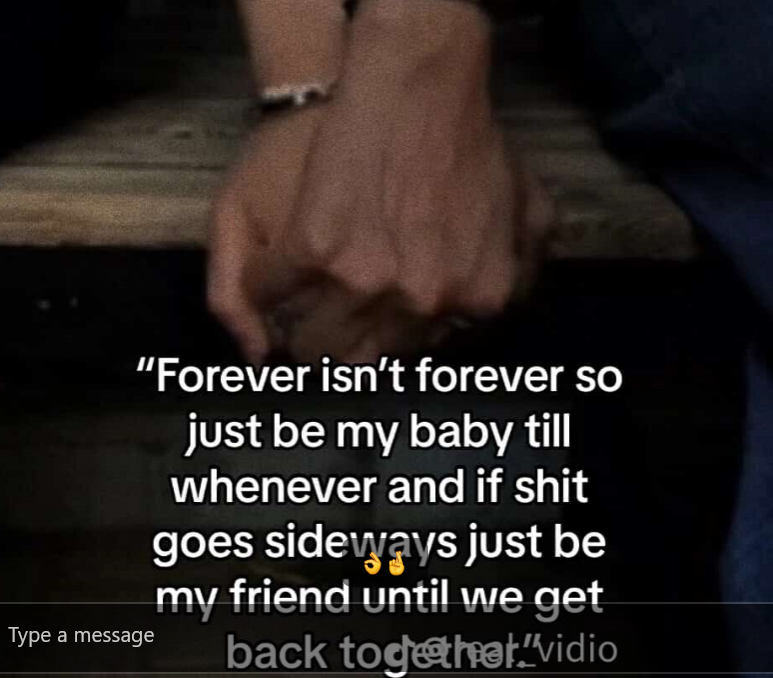 “Forever isn’t forever so
just be my baby till
whenever and if shit
goes sideways just be
my friend until we get
Type a message
back together.”